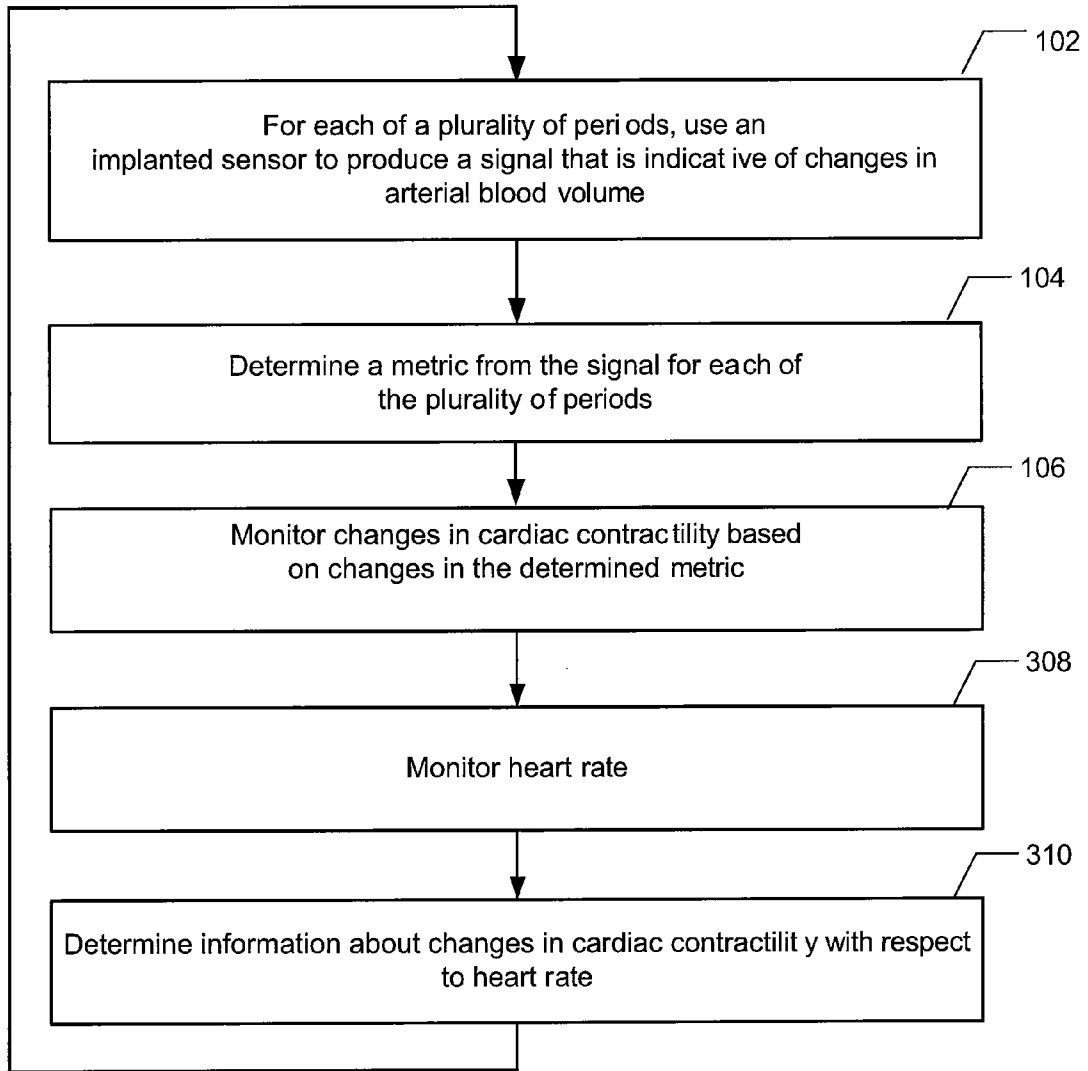 102
For each of a plurality of periods, use an
implanted sensor to produce a signal that is indicative of changes in
arterial blood volume
104
Determine a metric from the signal for each of
the plurality of periods
106
Monitor changes in cardiac contractility based
on changes in the determined metric
308
Monitor heart rate
310
Determine information about changes in cardiac contractility with respect
to heart rate